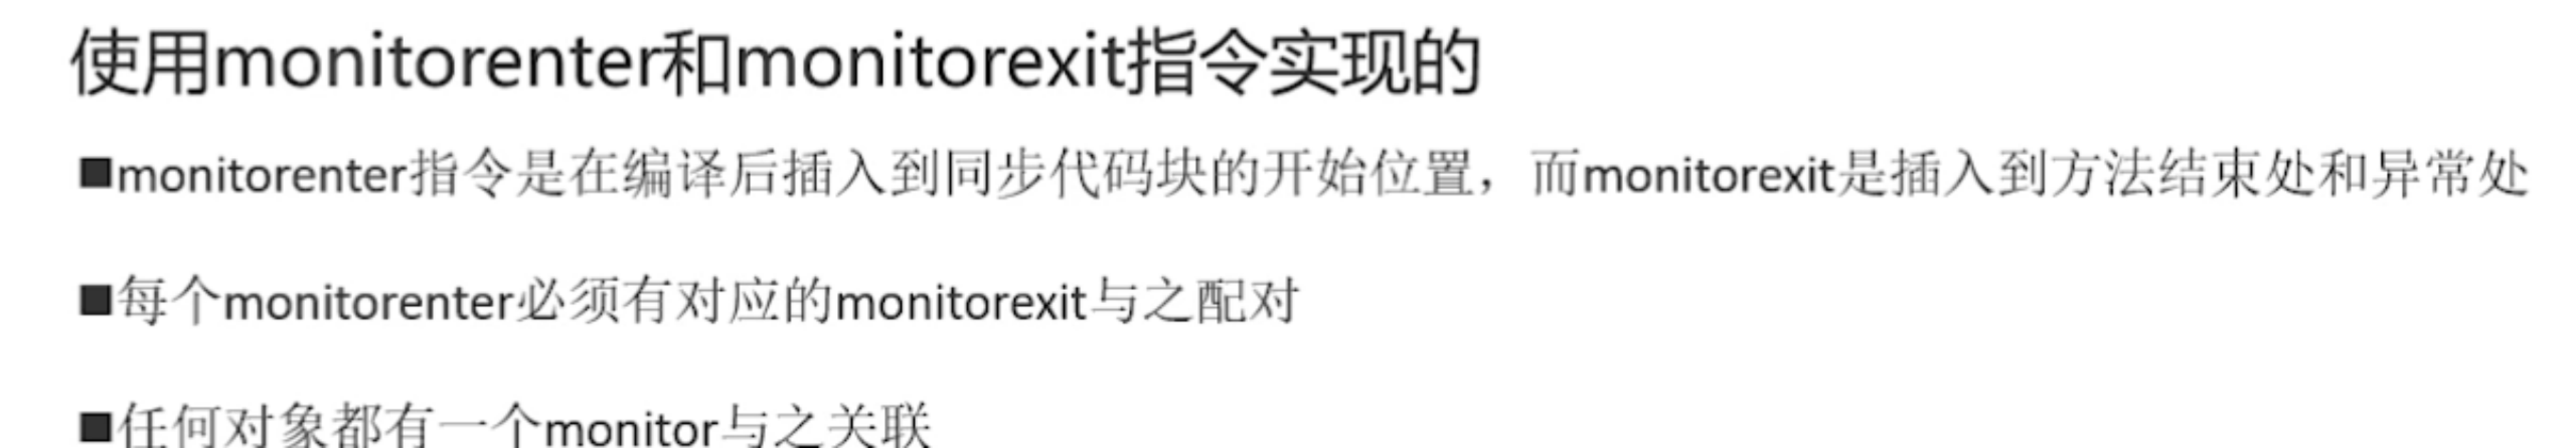 使用monitorenter和monitorexit指令实现的
■monitorenter指令是在编译后插入到同步代码块的开始位置，而monitorexit是插入到方法结束处和异常处
■每个monitorenter必须有对应的monitorexit与之配对
■任何对象都有一个monitor与之关联